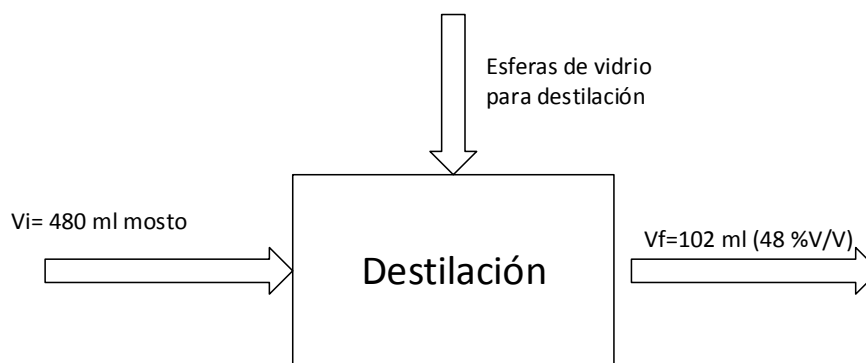 Esferas de vidrio
para destilación
Vi= 480 ml mosto
Vf=102 ml (48 %V/V)
Destilación